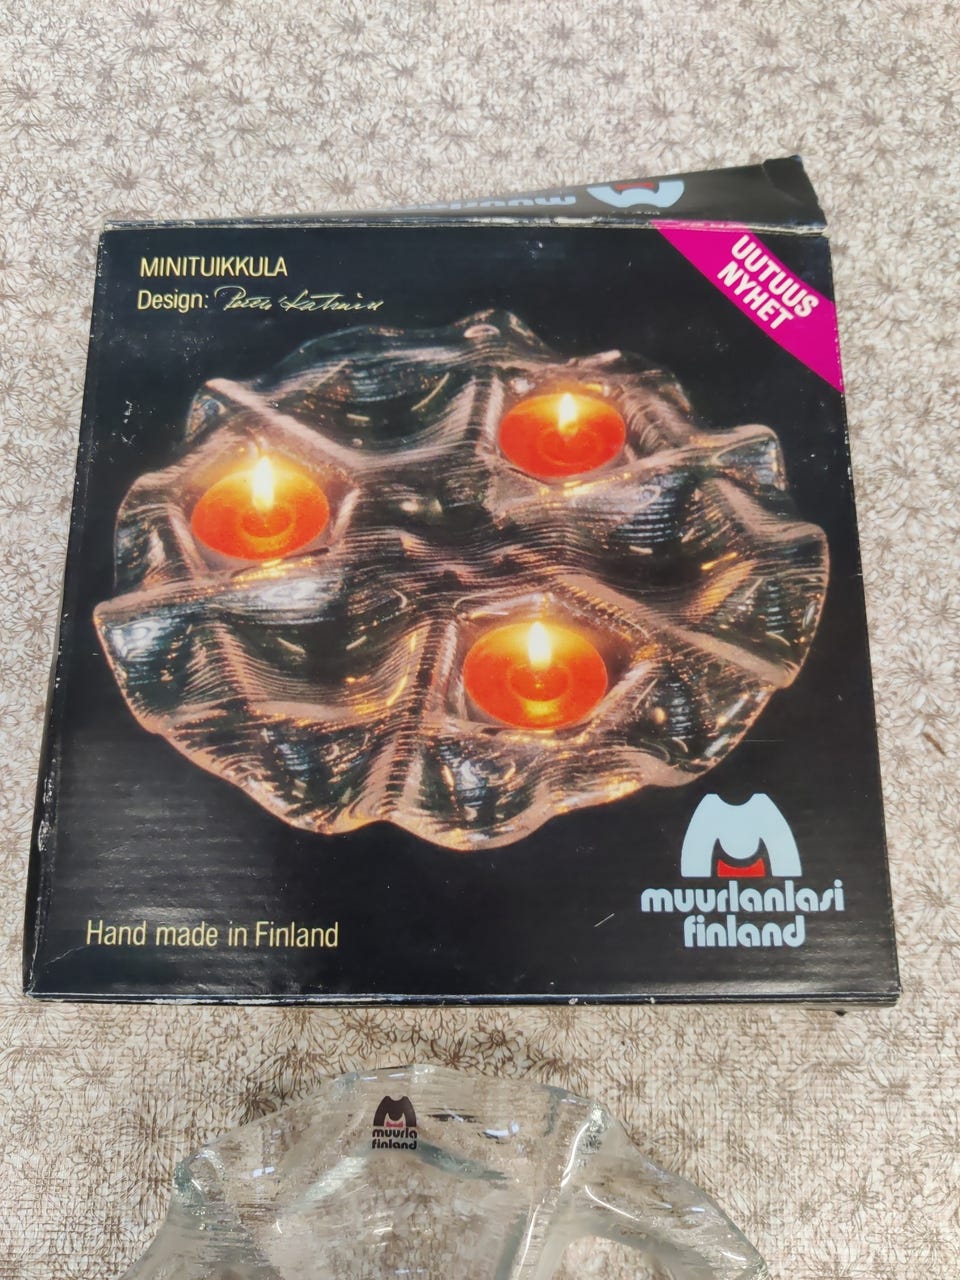 MINITUIKKULA
Design:
UUTUUS
NYHET
muurlanlasi
finland
Hand made in Finland
muurla
finland